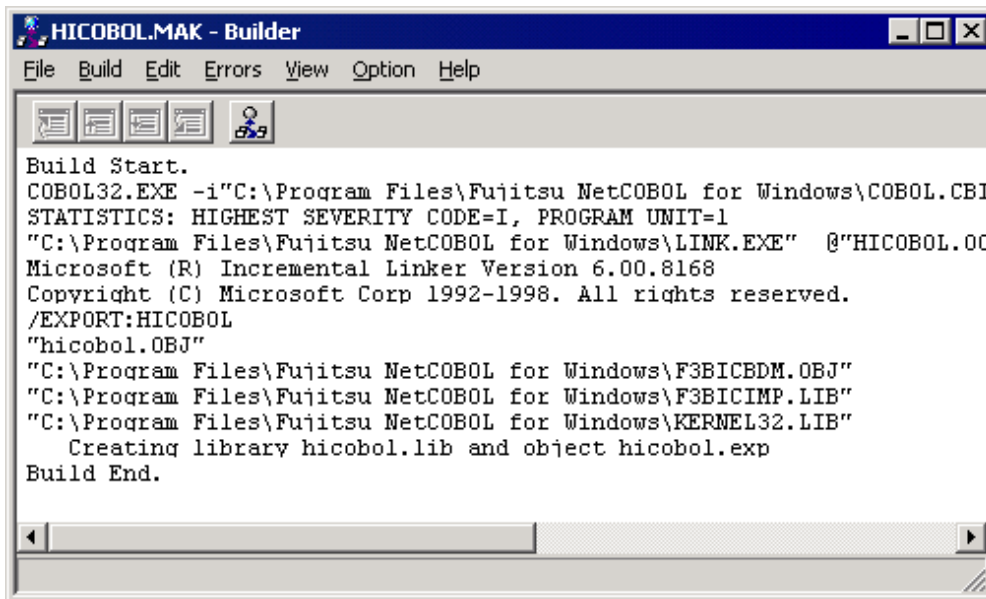 HICOBOL.MAK - Builder
File Build Edit Errors View Option Help
Build Start.
COBOL32.EXE -i"C:\Program Files\Fujitsu NetCOBOL for Windows\COBOL.CBI
STATISTICS: HIGHEST SEVERITY CODE=I, PROGRAM UNIT=1
"C:\Program Files\Fujitsu NetCOBOL for Windows\LINK.EXE" @"HICOBOL.OO
Microsoft (R) Incremental Linker Version 6.00.8168
Copyright (C) Microsoft Corp 1992-1998. All rights reserved.
/EXPORT:HICOBOL
"hicobol.OBJ"
"C:\Program Files\Fujitsu NetCOBOL for Windows\F3BICBDM.OBJ"
"C:\Program Files\Fujitsu NetCOBOL for Windows\F3BICIMP.LIB"
"C:\Program Files\Fujitsu NetCOBOL for Windows\KERNEL32.LIB"
Creating library hicobol.lib and object hicobol.exp
Build End.